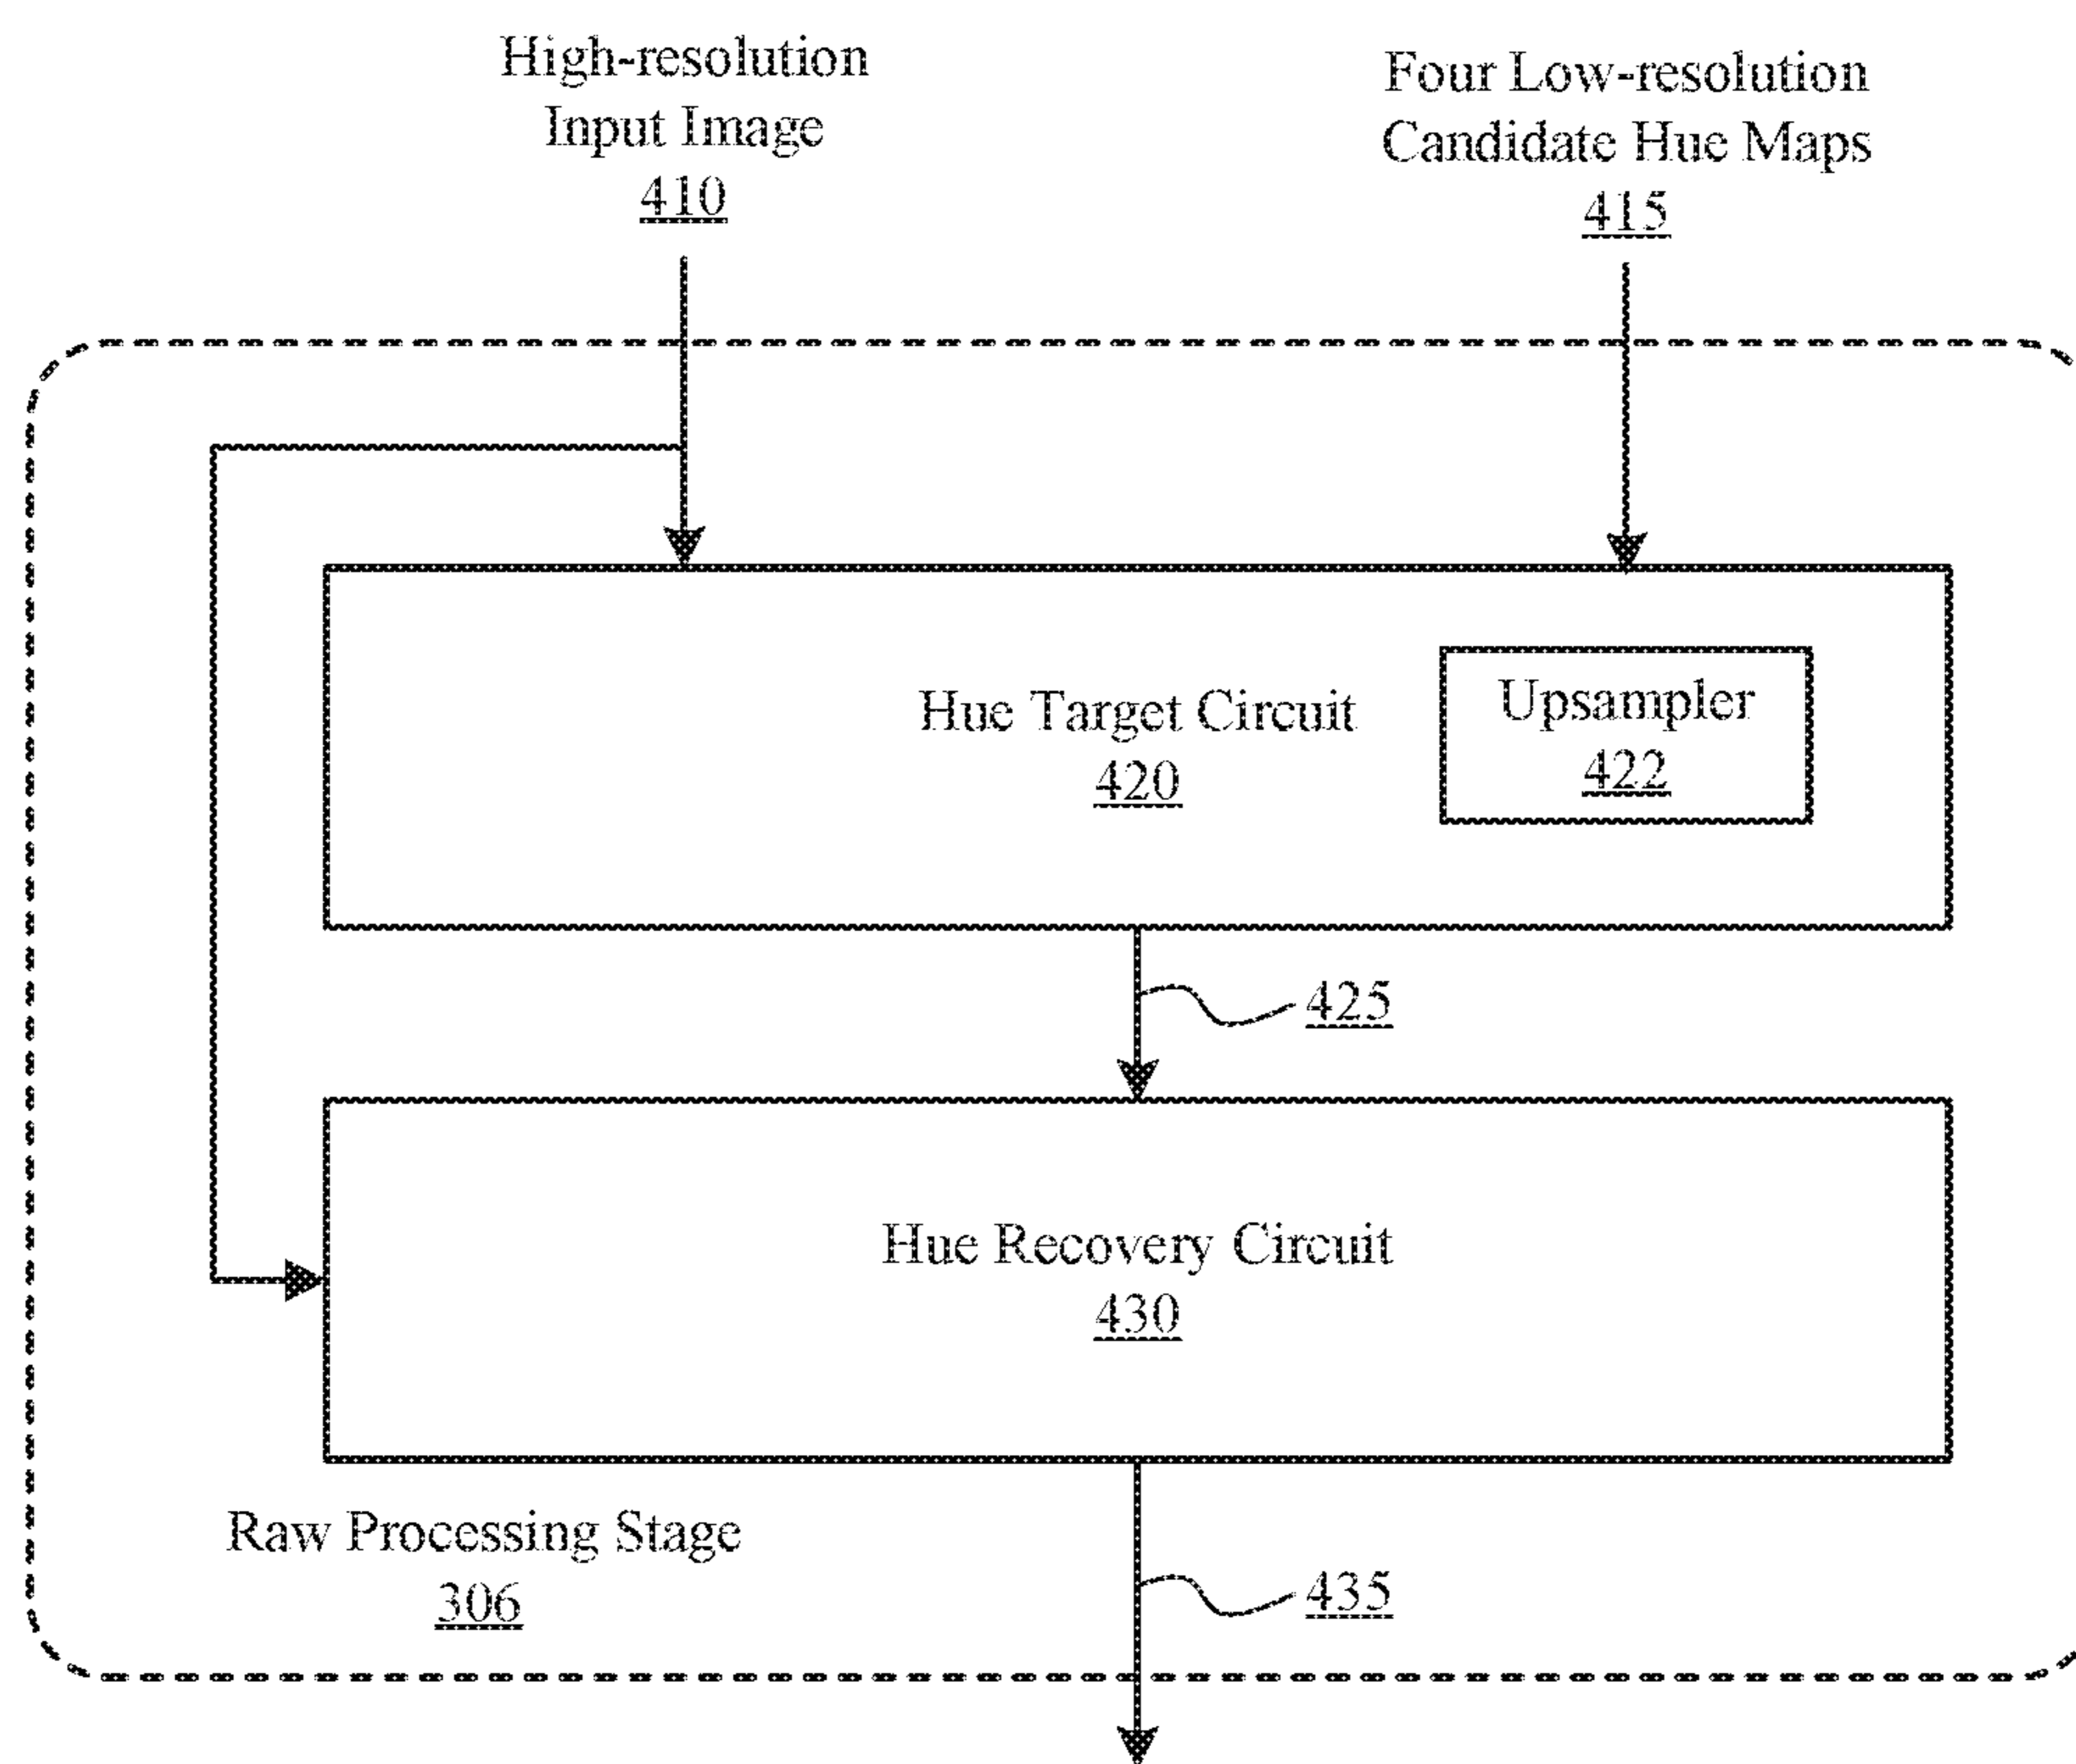 High-resolution
Input Image
410
Four Low-resolution
Candidate Hue Maps
415
Hue Target Circuit
420
Upsampler
422
425
Hue Recovery Circuit
430
Raw Processing Stage
306
435